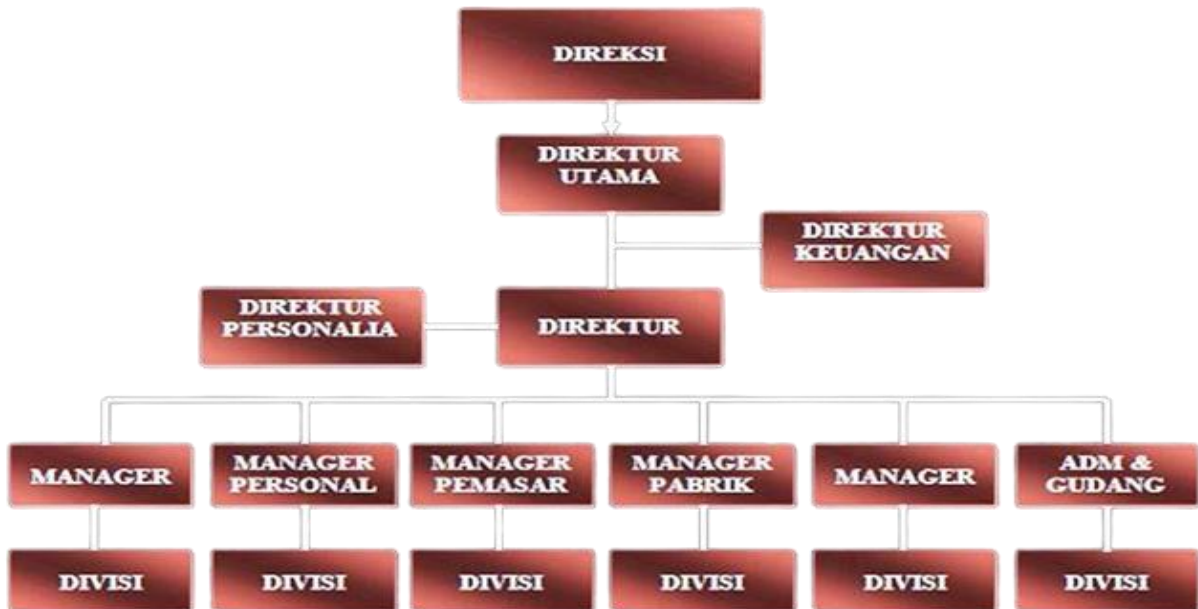 DIREKSI
DIREKTUR
UTAMA
DIREKTUR
KEUANGAN
DIREKTUR
PERSONALIA
DIREKTUR
MANAGER
MANAGER
PERSONAL
MANAGER
PEMASAR
MANAGER
PABRIK
MANAGER
ADM &
GUDANG
DIVISI
DIVISI
DIVISI
DIVISI
DIVISI
DIVISI